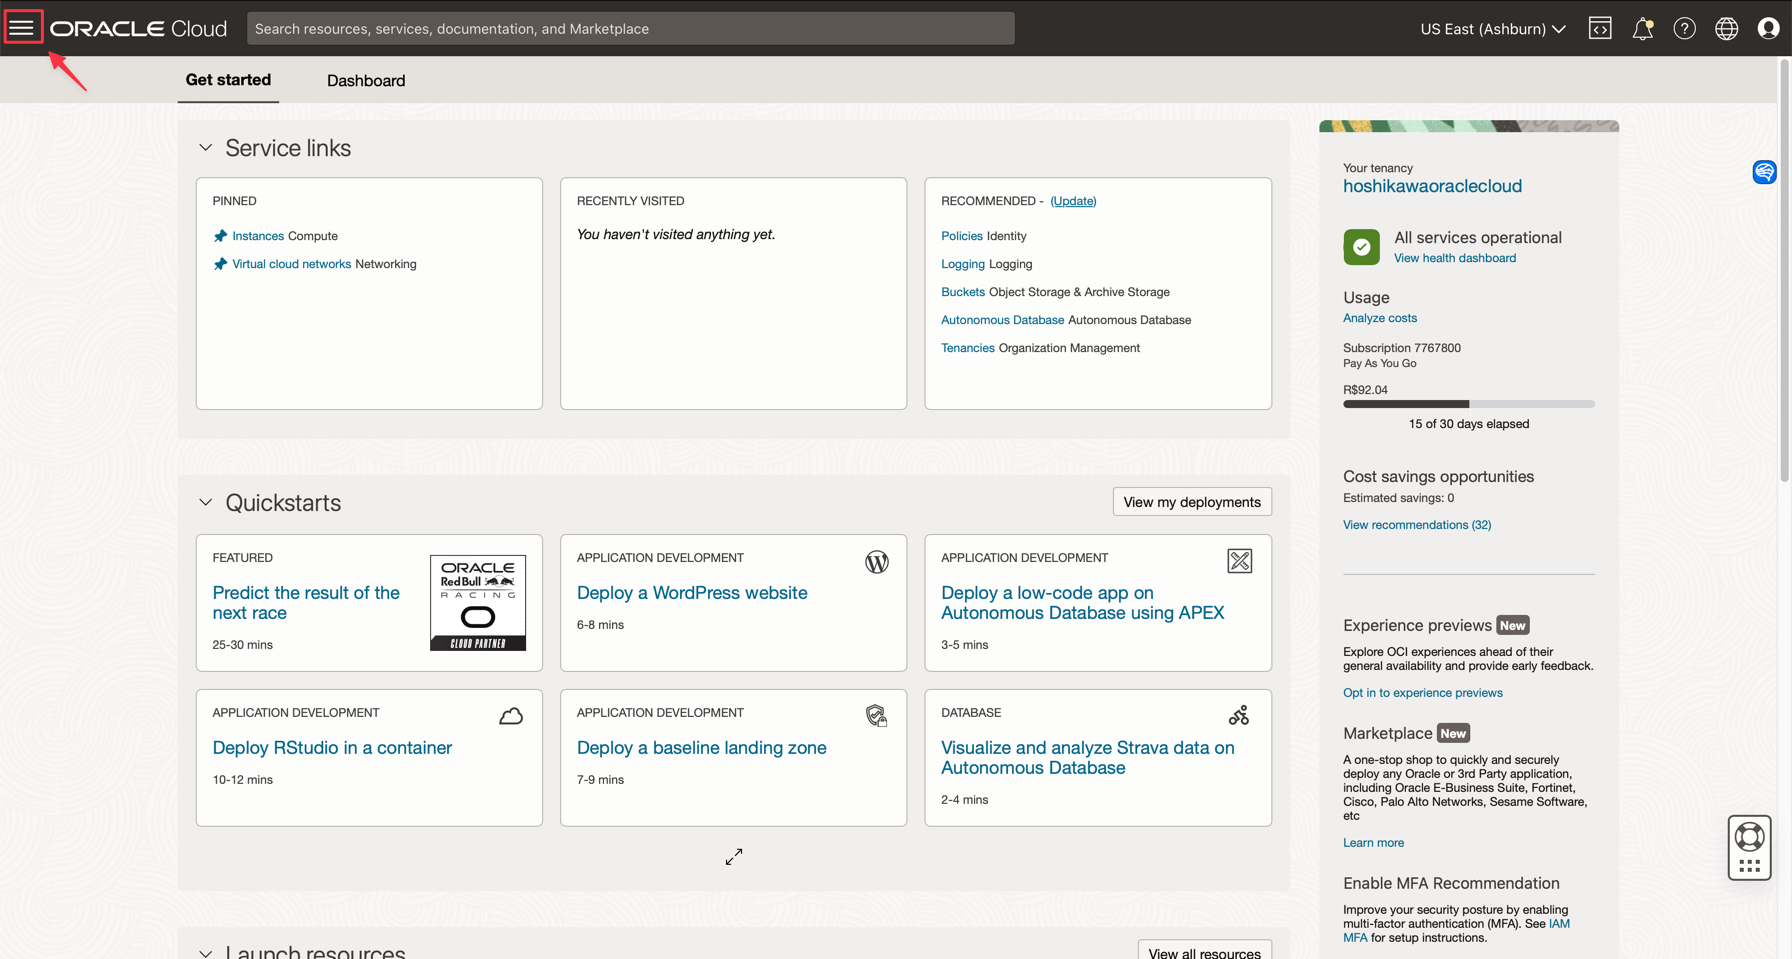 ORACLE Cloud
Search resources, services, documentation, and Marketplace
US East (Ashburn)
Get started
Dashboard
Service links
PINNED
Instances Compute
Virtual cloud networks Networking
RECENTLY VISITED
You haven't visited anything yet.
RECOMMENDED - (Update)
Policies Identity
Logging Logging
Buckets Object Storage & Archive Storage
Autonomous Database Autonomous Database
Tenancies Organization Management
Quickstarts
View my deployments
FEATURED
Predict the result of the
next race
25-30 mins
ORACLE
Red Bull
RACING
CLOUD PARTNER
APPLICATION DEVELOPMENT
Deploy a WordPress website
6-8 mins
APPLICATION DEVELOPMENT
Deploy a low-code app on
Autonomous Database using APEX
3-5 mins
APPLICATION DEVELOPMENT
Deploy RStudio in a container
10-12 mins
APPLICATION DEVELOPMENT
Deploy a baseline landing zone
7-9 mins
DATABASE
Visualize and analyze Strava data on
Autonomous Database
2-4 mins
Launch resources
View all resources
Your tenancy
hoshikawaoraclecloud
All services operational
View health dashboard
Usage
Analyze costs
Subscription 7767800
Pay As You Go
R$92.04
15 of 30 days elapsed
Cost savings opportunities
Estimated savings: 0
View recommendations (32)
Experience previews New
Explore OCI experiences ahead of their
general availability and provide early feedback.
Opt in to experience previews
Marketplace New
A one-stop shop to quickly and securely
deploy any Oracle or 3rd Party application,
including Oracle E-Business Suite, Fortinet,
Cisco, Palo Alto Networks, Sesame Software,
etc
Learn more
Enable MFA Recommendation
Improve your security posture by enabling
multi-factor authentication (MFA). See IAM
MFA for setup instructions.